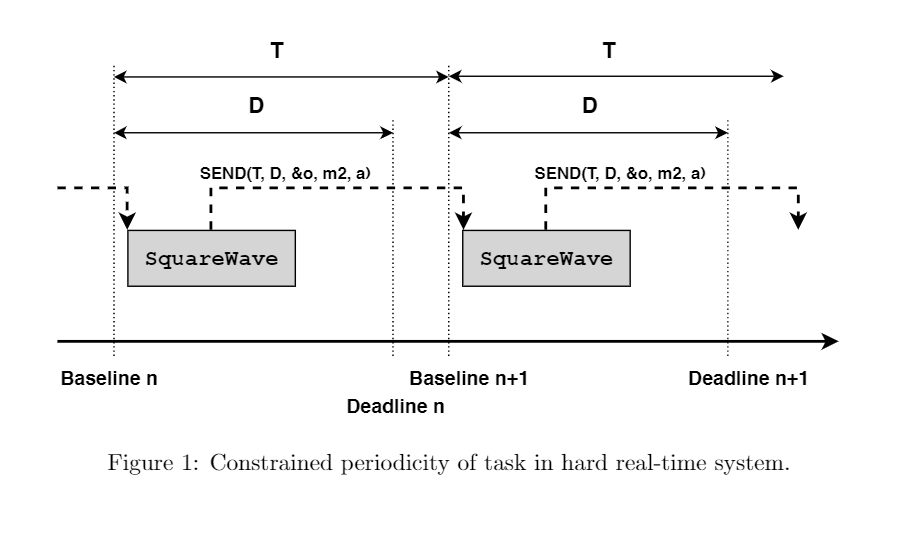 T T
D D
SEND(T, D, &o, m2, a) SEND(T, D, &o, m2, a)
SquareWave SquareWave
Baseline n Baseline n+1 Deadline n+1
Deadline n
Figure 1: Constrained periodicity of task in hard real-time system.